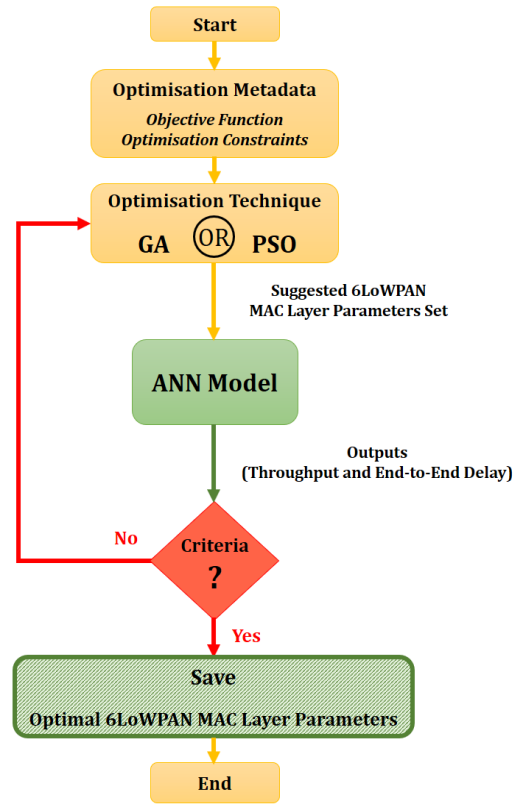 Start
Optimisation Metadata
Objective Function
Optimisation Constraints
Optimisation Technique
GA OR PSO
Suggested 6LoWPAN
MAC Layer Parameters Set
ANN Model
Outputs
(Throughput and End-to-End Delay)
No
Criteria
?
Yes
Save
Optimal 6LoWPAN MAC Layer Parameters
End